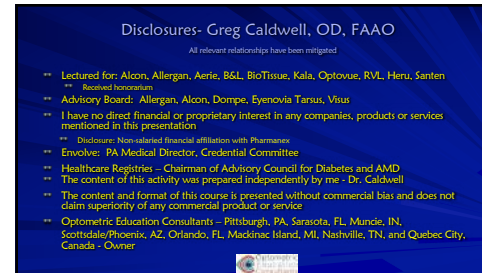 Disclosures- Greg Caldwell, OD, FAAO
All relevant relationships have been mitigated
** Lectured for: Alcon, Allergan, Aerie, B&L, BioTissue, Kala, Optovue, RVL, Heru, Santen
** Received honorarium
** Advisory Board: Allergan, Alcon, Dompe, Eyenovia Tarsus, Visus
** I have no direct financial or proprietary interest in any companies, products or services
mentioned in this presentation
** Disclosure: Non-salaried financial affiliation with Pharmanex
** Envolve: PA Medical Director, Credential Committee
** Healthcare Registries – Chairman of Advisory Council for Diabetes and AMD
** The content of this activity was prepared independently by me - Dr. Caldwell
** The content and format of this course is presented without commercial bias and does not
claim superiority of any commercial product or service
** Optometric Education Consultants – Pittsburgh, PA, Sarasota, FL, Muncie, IN,
Scottsdale/Phoenix, AZ, Orlando, FL, Mackinac Island, MI, Nashville, TN, and Quebec City,
Canada - Owner
Optometric